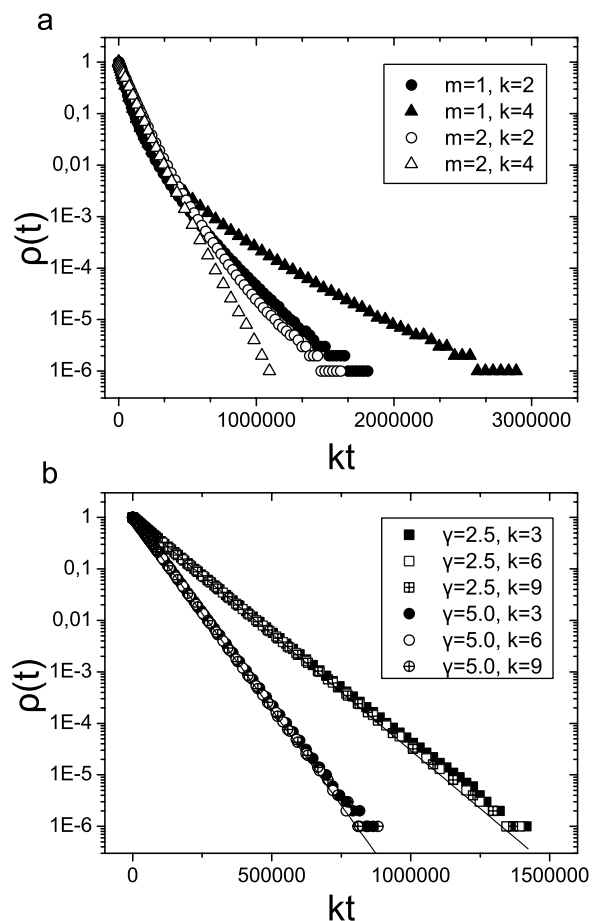 a
1
0,1
0,01
1E-3
1E-4
1E-5
1E-6
ρ(t)
m=1, k=2
m=1, k=4
m=2, k=2
m=2, k=4
0 1000000 2000000 3000000
kt
b
1
0,1
0,01
1E-3
1E-4
1E-5
1E-6
ρ(t)
γ=2.5, k=3
γ=2.5, k=6
γ=2.5, k=9
γ=5.0, k=3
γ=5.0, k=6
γ=5.0, k=9
0 500000 1000000 1500000
kt